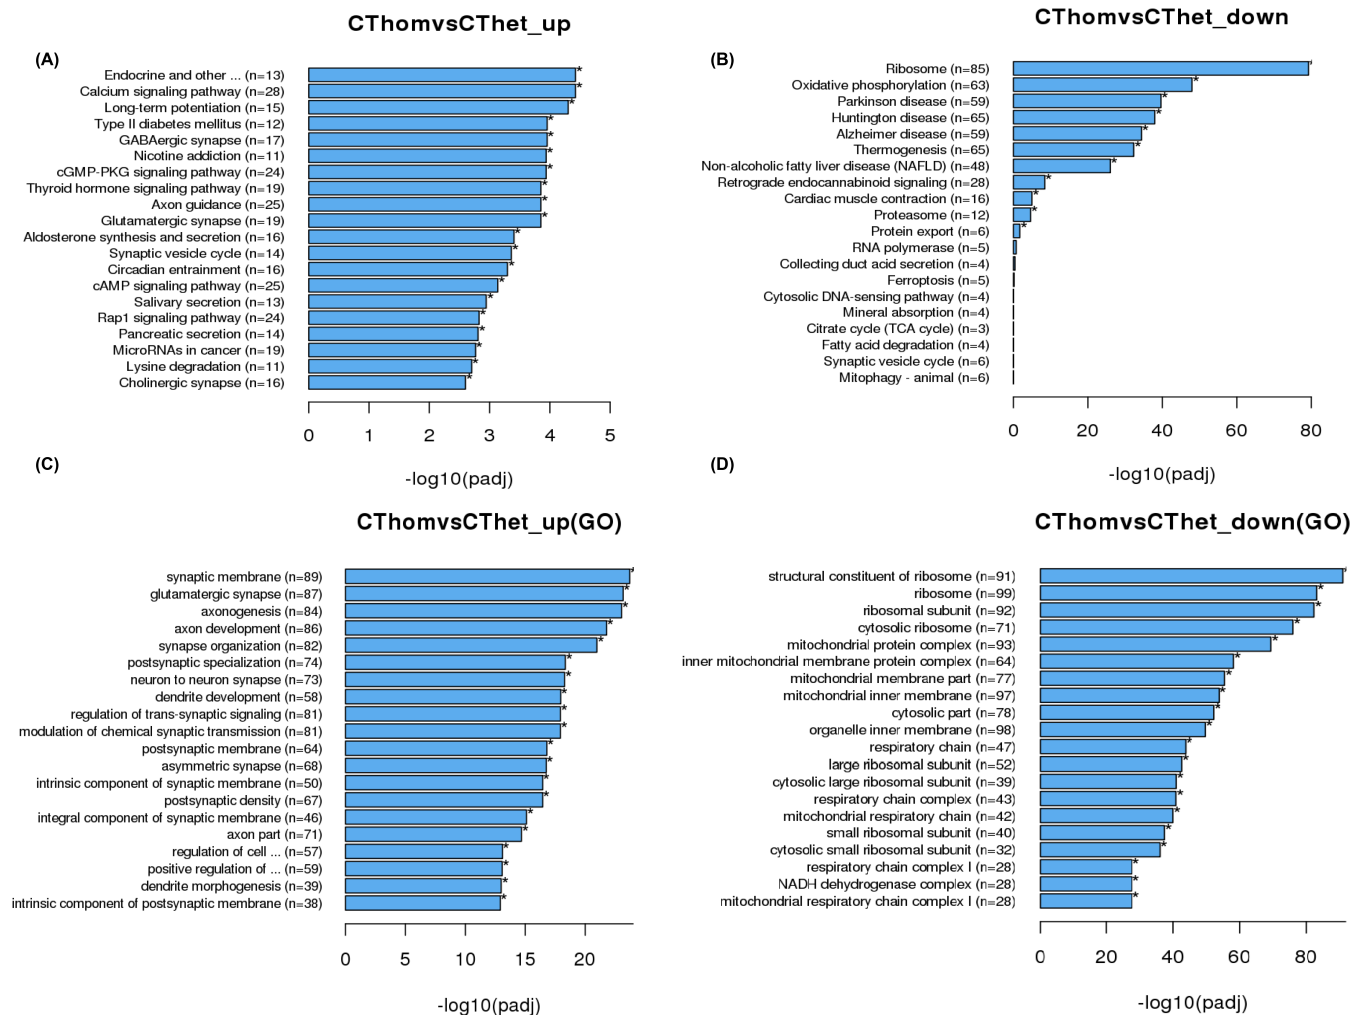 CThomvsCThet_up
(A)
Endocrine and other ... (n=13)
Calcium signaling pathway (n=28)
Long-term potentiation (n=15)
Type II diabetes mellitus (n=12)
GABAergic synapse (n=17)
Nicotine addiction (n=11)
cGMP-PKG signaling pathway (n=24)
Thyroid hormone signaling pathway (n=19)
Axon guidance (n=25)
Glutamatergic synapse (n=19)
Aldosterone synthesis and secretion (n=16)
Synaptic vesicle cycle (n=14)
Circadian entrainment (n=16)
cAMP signaling pathway (n=25)
Salivary secretion (n=13)
Rap1 signaling pathway (n=24)
Pancreatic secretion (n=14)
MicroRNAs in cancer (n=19)
Lysine degradation (n=11)
Cholinergic synapse (n=16)
0 1 2 3 4 5
-log10(padj)
CThomvsCThet_down
(B)
Ribosome (n=85)
Oxidative phosphorylation (n=63)
Parkinson disease (n=59)
Huntington disease (n=65)
Alzheimer disease (n=59)
Thermogenesis (n=65)
Non-alcoholic fatty liver disease (NAFLD) (n=48)
Retrograde endocannabinoid signaling (n=28)
Cardiac muscle contraction (n=16)
Proteasome (n=12)
Protein export (n=6)
RNA polymerase (n=5)
Collecting duct acid secretion (n=4)
Ferroptosis (n=5)
Cytosolic DNA-sensing pathway (n=4)
Mineral absorption (n=4)
Citrate cycle (TCA cycle) (n=3)
Fatty acid degradation (n=4)
Synaptic vesicle cycle (n=6)
Mitophagy - animal (n=6)
0 20 40 60 80
-log10(padj)
(C)
CThomvsCThet_up(GO)
synaptic membrane (n=89)
glutamatergic synapse (n=87)
axonogenesis (n=84)
axon development (n=86)
synapse organization (n=82)
postsynaptic specialization (n=74)
neuron to neuron synapse (n=73)
dendrite development (n=58)
regulation of trans-synaptic signaling (n=81)
modulation of chemical synaptic transmission (n=81)
postsynaptic membrane (n=64)
asymmetric synapse (n=68)
intrinsic component of synaptic membrane (n=50)
postsynaptic density (n=67)
integral component of synaptic membrane (n=46)
axon part (n=71)
regulation of cell ... (n=57)
positive regulation of ... (n=59)
dendrite morphogenesis (n=39)
intrinsic component of postsynaptic membrane (n=38)
0 5 10 15 20
-log10(padj)
(D)
CThomvsCThet_down(GO)
structural constituent of ribosome (n=91)
ribosome (n=99)
ribosomal subunit (n=92)
cytosolic ribosome (n=71)
mitochondrial protein complex (n=93)
inner mitochondrial membrane protein complex (n=64)
mitochondrial membrane part (n=77)
mitochondrial inner membrane (n=97)
cytosolic part (n=78)
organelle inner membrane (n=98)
respiratory chain (n=47)
large ribosomal subunit (n=52)
cytosolic large ribosomal subunit (n=39)
respiratory chain complex (n=43)
mitochondrial respiratory chain (n=42)
small ribosomal subunit (n=40)
cytosolic small ribosomal subunit (n=32)
respiratory chain complex I (n=28)
NADH dehydrogenase complex (n=28)
mitochondrial respiratory chain complex I (n=28)
0 20 40 60 80
-log10(padj)